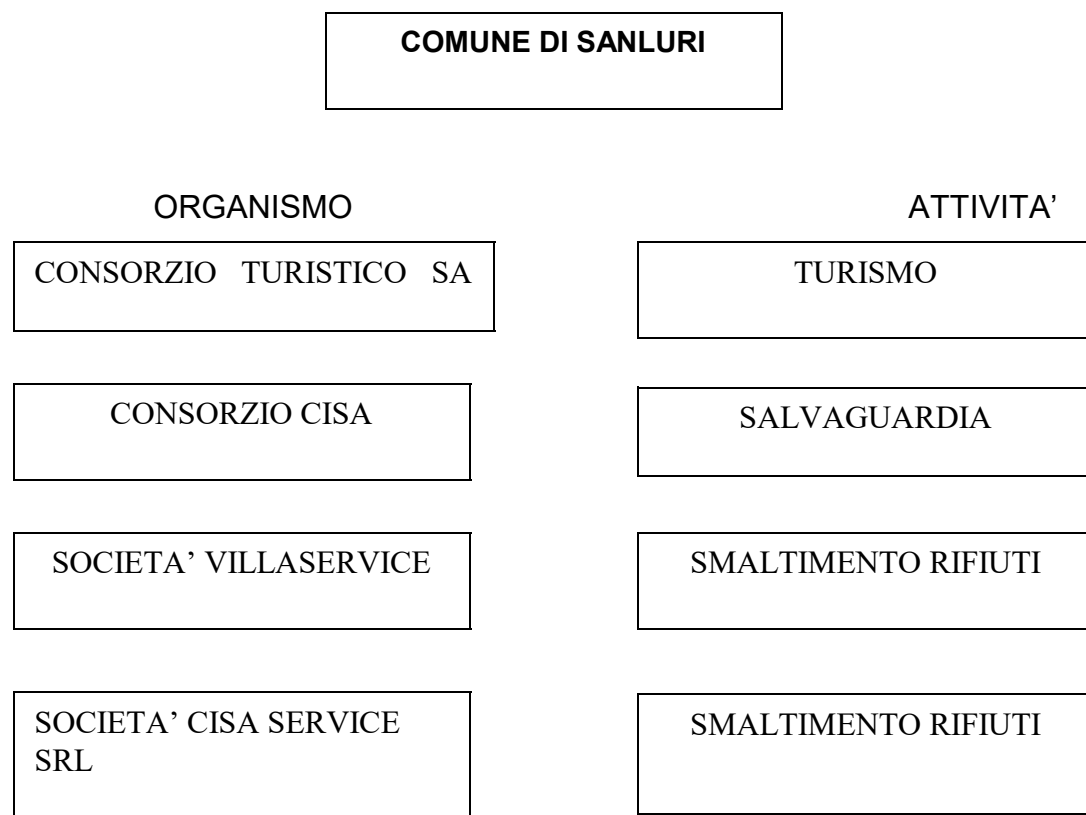 COMUNE DI SANLURI
ORGANISMO
ATTIVITA’
CONSORZIO TURISTICO SA
TURISMO
CONSORZIO CISA
SALVAGUARDIA
SOCIETA’ VILLASERVICE
SMALTIMENTO RIFIUTI
SOCIETA’ CISA SERVICE
SRL
SMALTIMENTO RIFIUTI